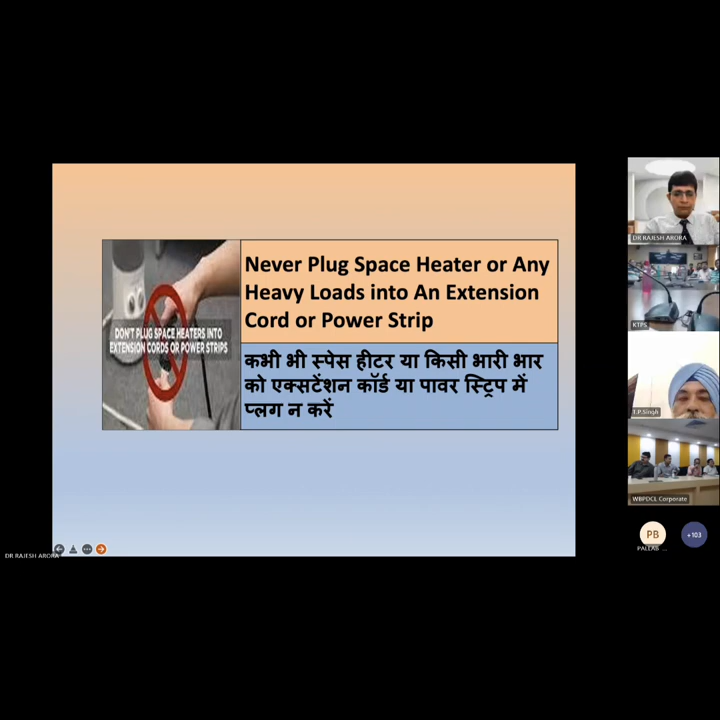 Never Plug Space Heater or Any
Heavy Loads into An Extension
Cord or Power Strip
DON'T PLUG SPACE HEATERS INTO
EXTENSION CORDS OR POWER STRIPS
कभी भी स्पेस हीटर या किसी भारी भार
को एक्सटेंशन कॉर्ड या पावर स्ट्रिप में
प्लग न करें
DR RAJESH ARORA
DR RAJESH ARORA
KTPS
T.P.Singh
WBPDCL Corporate
PB
+103
PALLAB ...